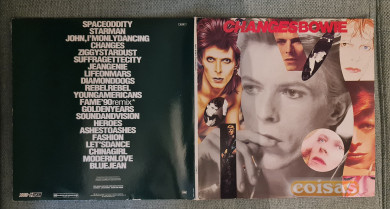 SPACEODDITY
STARMAN
JOHN,I'MONLYDANCING
CHANGES
ZIGGYSTARDUST
SUFFRAGETTECITY
JEANGENIE
LIFEONMARS
DIAMONDDOGS
REBELREBEL
YOUNGAMERICANS
FAME'90remix*
GOLDENYEARS
SOUNDANDVISION
HEROES
ASHESTOASHES
FASHION
LET'SDANCE
CHINAGIRL
MODERNLOVE
BLUEJEAN
CHANGESBOWIE
coisas